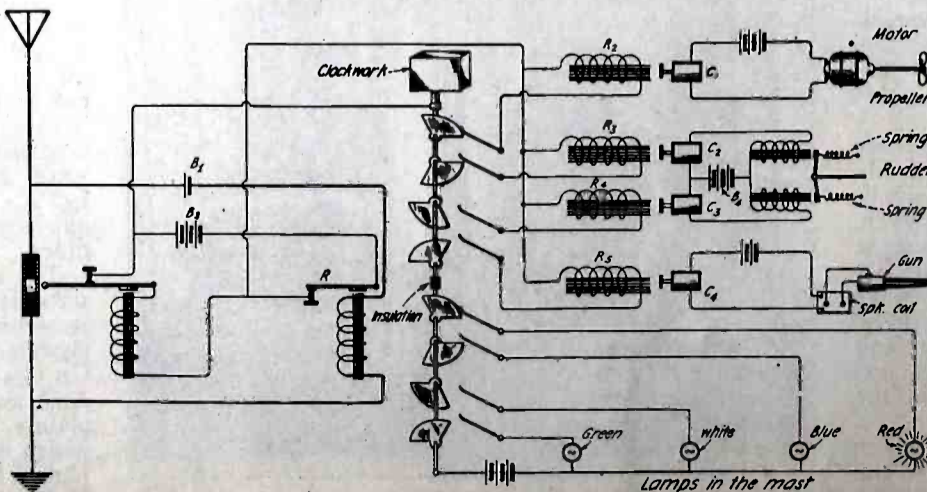 Clockwork
R2
C1
Motor
Propeller
B1
B2
R3
C2
Spring
B4
Rudder
R4
C3
Spring
R
R5
C4
Gun
Spk. coil
Insulation
Green
white
Blue
Red
Lamps in the mast